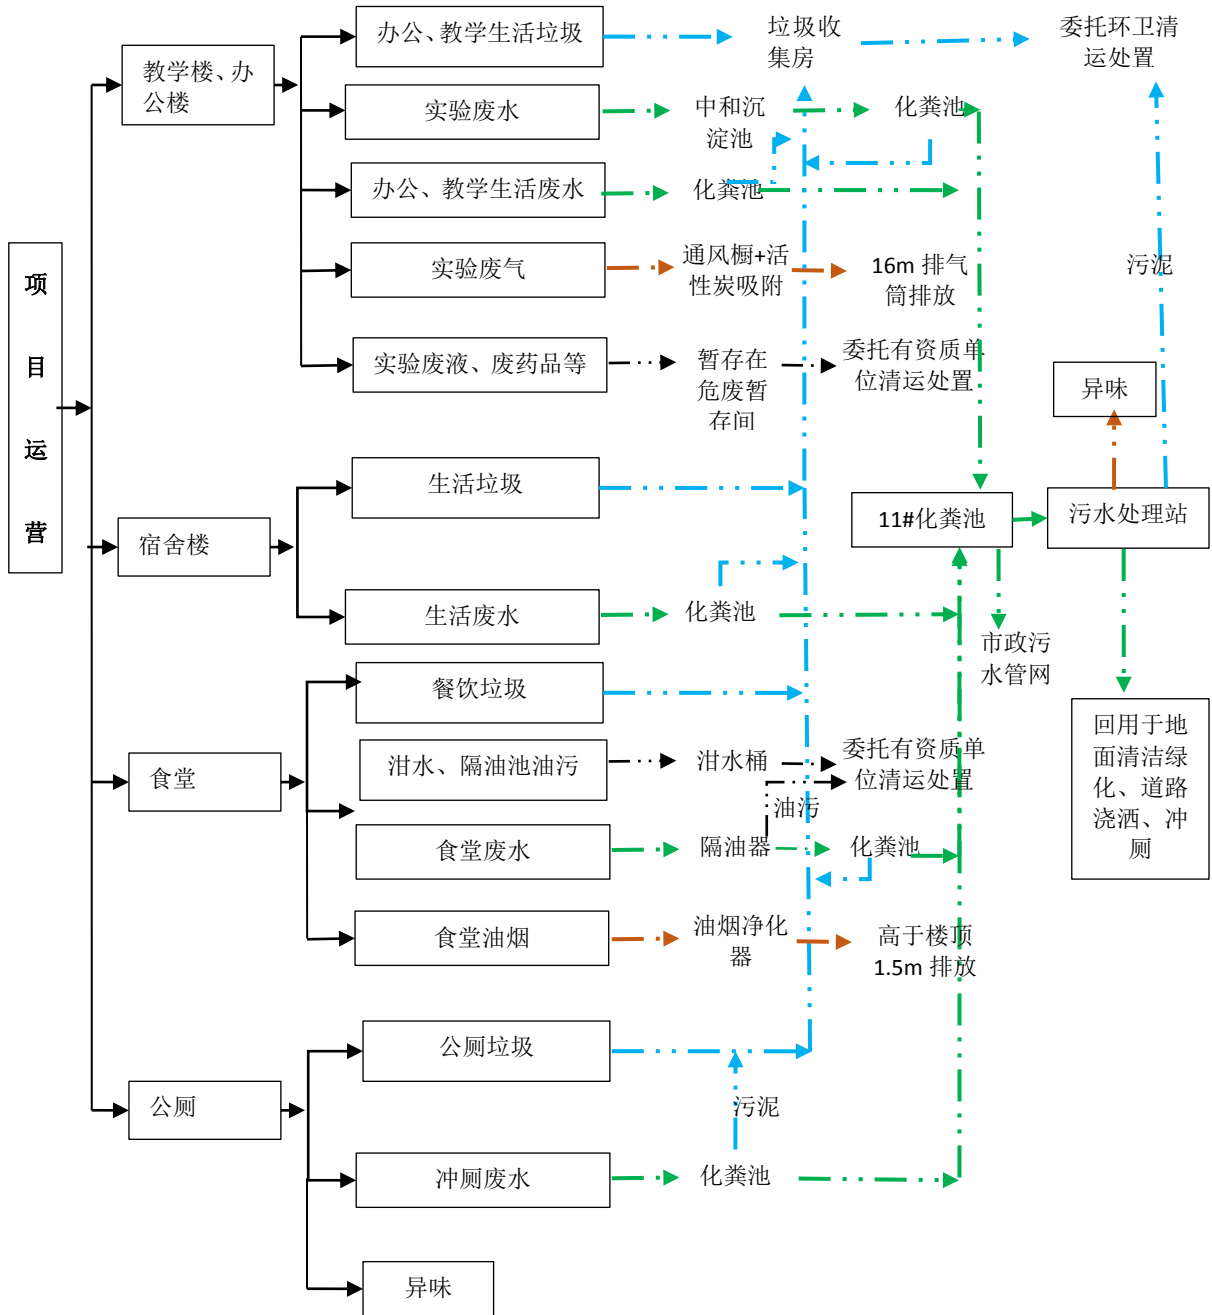 项
目
运
营
教学楼、办
公楼
办公、教学生活垃圾
垃圾收
集房
委托环卫清
运处置
实验废水
中和沉
淀池
化粪池
办公、教学生活废水
化粪池
实验废气
通风橱+活
性炭吸附
16m 排气
筒排放
污泥
实验废液、废药品等
暂存在
危废暂
存间
委托有资质单
位清运处置
异味
宿舍楼
生活垃圾
11#化粪池
污水处理站
生活废水
化粪池
市政污
水管网
食堂
餐饮垃圾
泔水、隔油池油污
泔水桶
委托有资质单
位清运处置
油污
回用于地
面清洁绿
化、道路
浇洒、冲
厕
食堂废水
隔油器
化粪池
食堂油烟
油烟净化
器
高于楼顶
1.5m 排放
公厕
公厕垃圾
污泥
冲厕废水
化粪池
异味